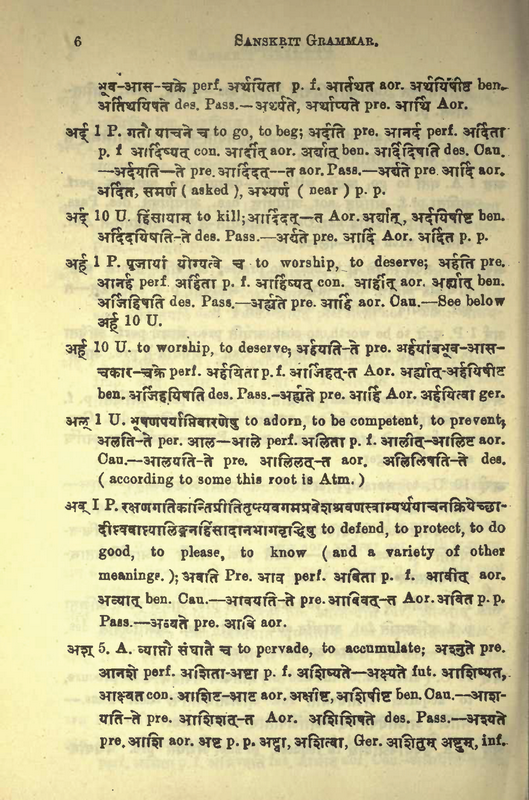 6
SANSKṚIT GRAMMAR.
भूव-आस-चक्रे perf. अर्थयिता p. f. आर्तथत aor. अर्थयिषीष्ट ben.
अर्तिथयिषते des. Pass.—अर्थ्यते, अर्थाप्यते pre. आर्थि Aor.
अर्द् 1 P. गतौ याचने च to go, to beg; अर्दति pre. आनर्द perf. अर्दिता
p. f आर्दिष्यत् con. आर्दीत् aor. अर्द्यात् ben. अर्दिदिषति des. Cau.
—अर्दयति—ते pre. आर्दिदत्—त aor. Pass.—अर्द्यते pre. आर्दि aor.
अर्दित, समर्ण ( asked ), अभ्यर्ण ( near ) p. p.
अर्द् 10 U. हिंसायाम् to kill; आर्दिदत्—त Aor. अर्द्यात्, अर्दयिषीष्ट ben.
अर्दिदयिषति-ते des. Pass.—अर्द्यते pre. आर्दि Aor. अर्दित p. p.
अर्ह् 1 P. पूजायां योग्यत्वे च to worship, to deserve; अर्हति pre.
आनर्ह perf. अर्हिता p. f. आर्हिष्यत् con. आर्हीत् aor. अर्ह्यात् ben.
अर्जिहिषति des. Pass.—अर्ह्यते pre. आर्हि aor. Cau.—See below
अर्ह् 10 U.
अर्ह् 10 U. to worship, to deserve; अर्हयति-ते pre. अर्हयांबभूव-आस-
चकार-चक्रे perf. अर्हयिता p. f. आर्जिहत्-त Aor. अर्ह्यात्-अर्हयिषीष्ट
ben. अर्जिहयिषति des. Pass.-अर्ह्यते pre. आर्हि Aor. अर्हयित्वा ger.
अल् 1 U. भूषणपर्याप्तिवारणेषु to adorn, to be competent, to prevent;
अलति-ते per. आल—आले perf. अलिता p. f. आलीत्-आलिष्ट aor.
Cau.—आलयति-ते pre. आलिलत्-त aor. अलिलिषति-ते des.
( according to some this root is Atm. )
अव् I P. रक्षणगतिकान्तिप्रीतितृप्त्यवगमप्रवेशश्रवणस्वाम्यर्थयाचनक्रियेच्छा-
दीप्त्यवाप्त्यालिङ्गनहिंसादानभागवृद्धिषु to defend, to protect, to do
good, to please, to know ( and a variety of other
meanings. ); अवति Pre. आव perf. अविता p. f. आवीत् aor.
अव्यात् ben. Cau.—आवयति-ते pre. आविवत्-त Aor. अवित p. p.
Pass.—अव्यते pre. आवि aor.
अश् 5. A. व्याप्तौ संघाते च to pervade, to accumulate; अश्नुते pre.
आनशे perf. अशिता-अष्टा p. f. अशिष्यते—अक्ष्यते fut. आशिष्यत,
आक्ष्यत con. आशिष्ट-आष्ट aor. अक्षीष्ट, अशिषीष्ट ben. Cau.—आश-
यति-ते pre. आशिशत्-त Aor. अशिशिषते des. Pass.—अश्यते
pre. आशि aor. अष्ट p. p. अष्ट्वा, अशित्वा, Ger. अशितुम् अष्टुम्, inf.